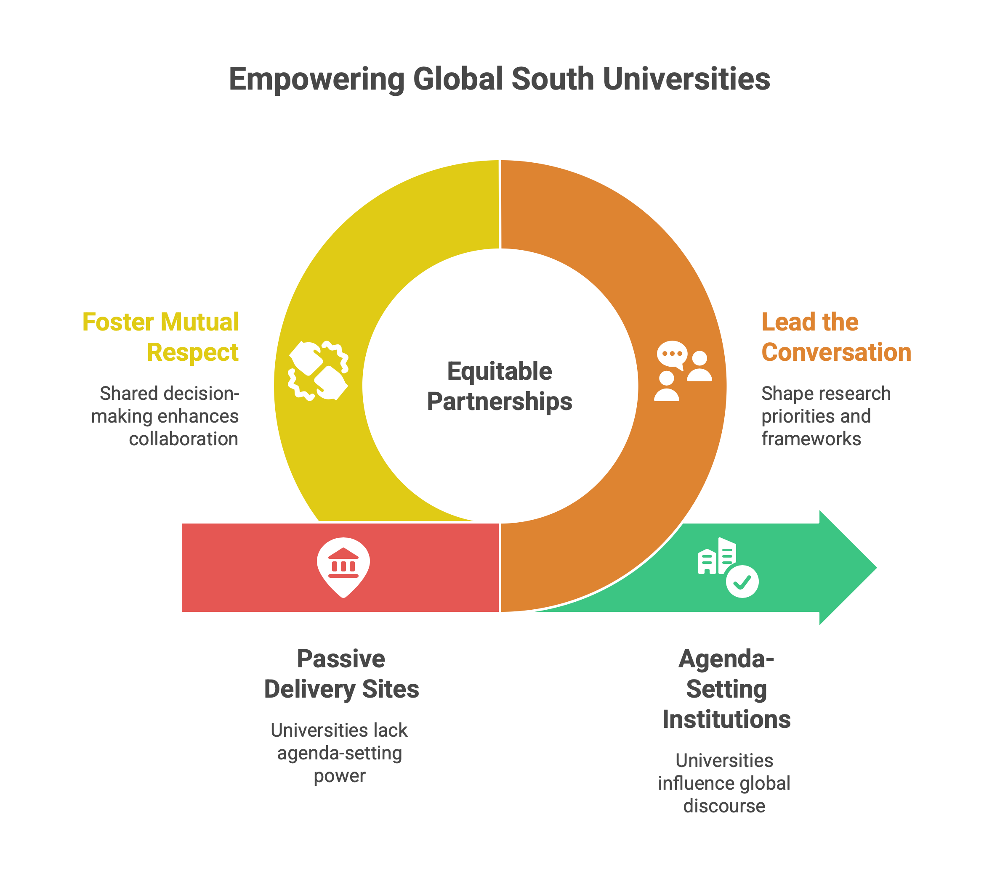 Empowering Global South Universities
Foster Mutual
Respect
Shared decision-
making enhances
collaboration
Equitable
Partnerships
Lead the
Conversation
Shape research
priorities and
frameworks
Passive
Delivery Sites
Universities lack
agenda-setting
power
Agenda-
Setting
Institutions
Universities
influence global
discourse